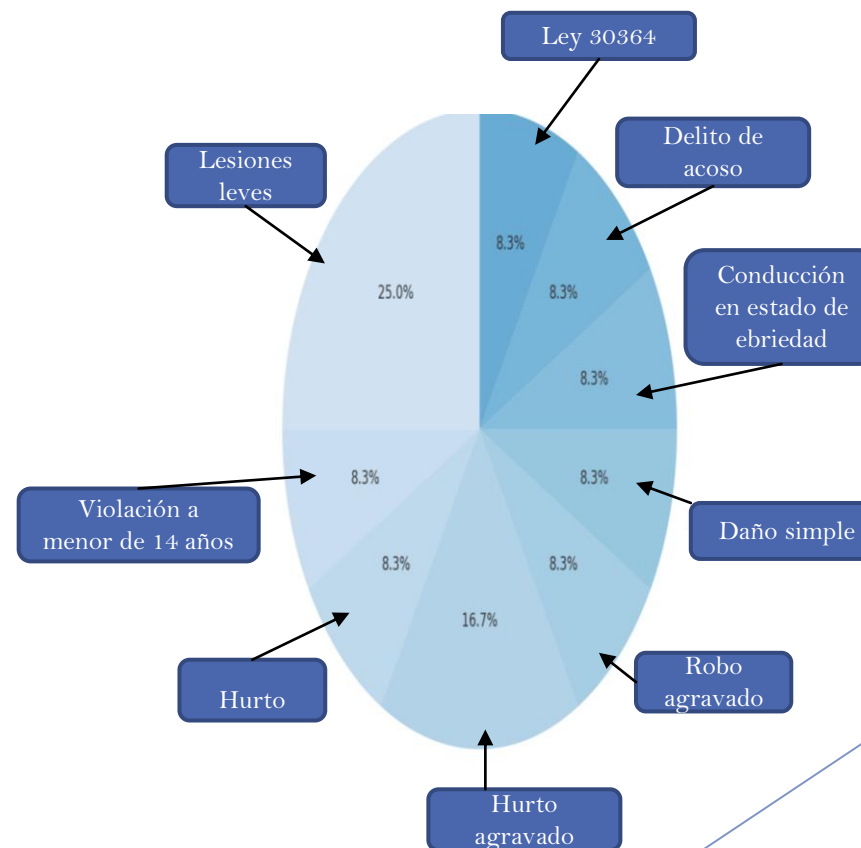 Ley 30364
Delito de
acoso
Lesiones
leves
8.3%
25.0%
8.3%
Conducción
en estado de
ebriedad
8.3%
8.3%
8.3%
Violación a
menor de 14 años
Daño simple
8.3%
8.3%
16.7%
Hurto
Robo
agravado
Hurto
agravado